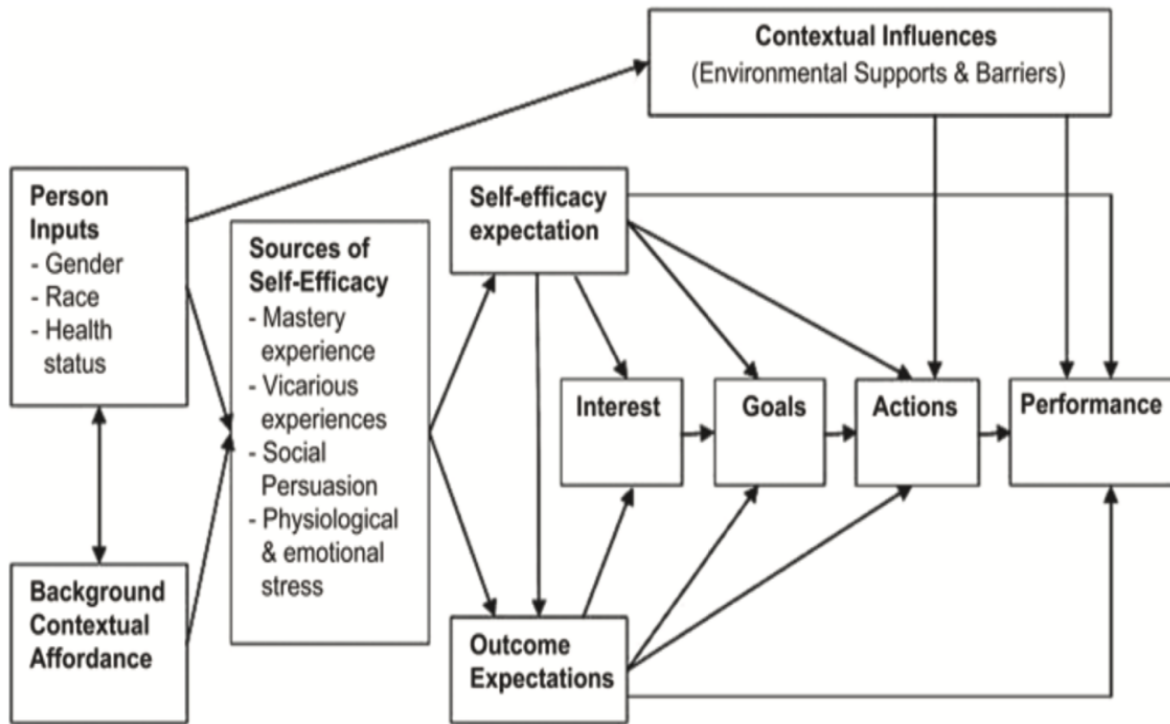 Contextual Influences
(Environmental Supports & Barriers)
Person
Inputs
- Gender
- Race
- Health
status
Background
Contextual
Affordance
Sources of
Self-Efficacy
- Mastery
experience
- Vicarious
experiences
- Social
Persuasion
- Physiological
& emotional
stress
Self-efficacy
expectation
Interest
Goals
Actions
Performance
Outcome
Expectations